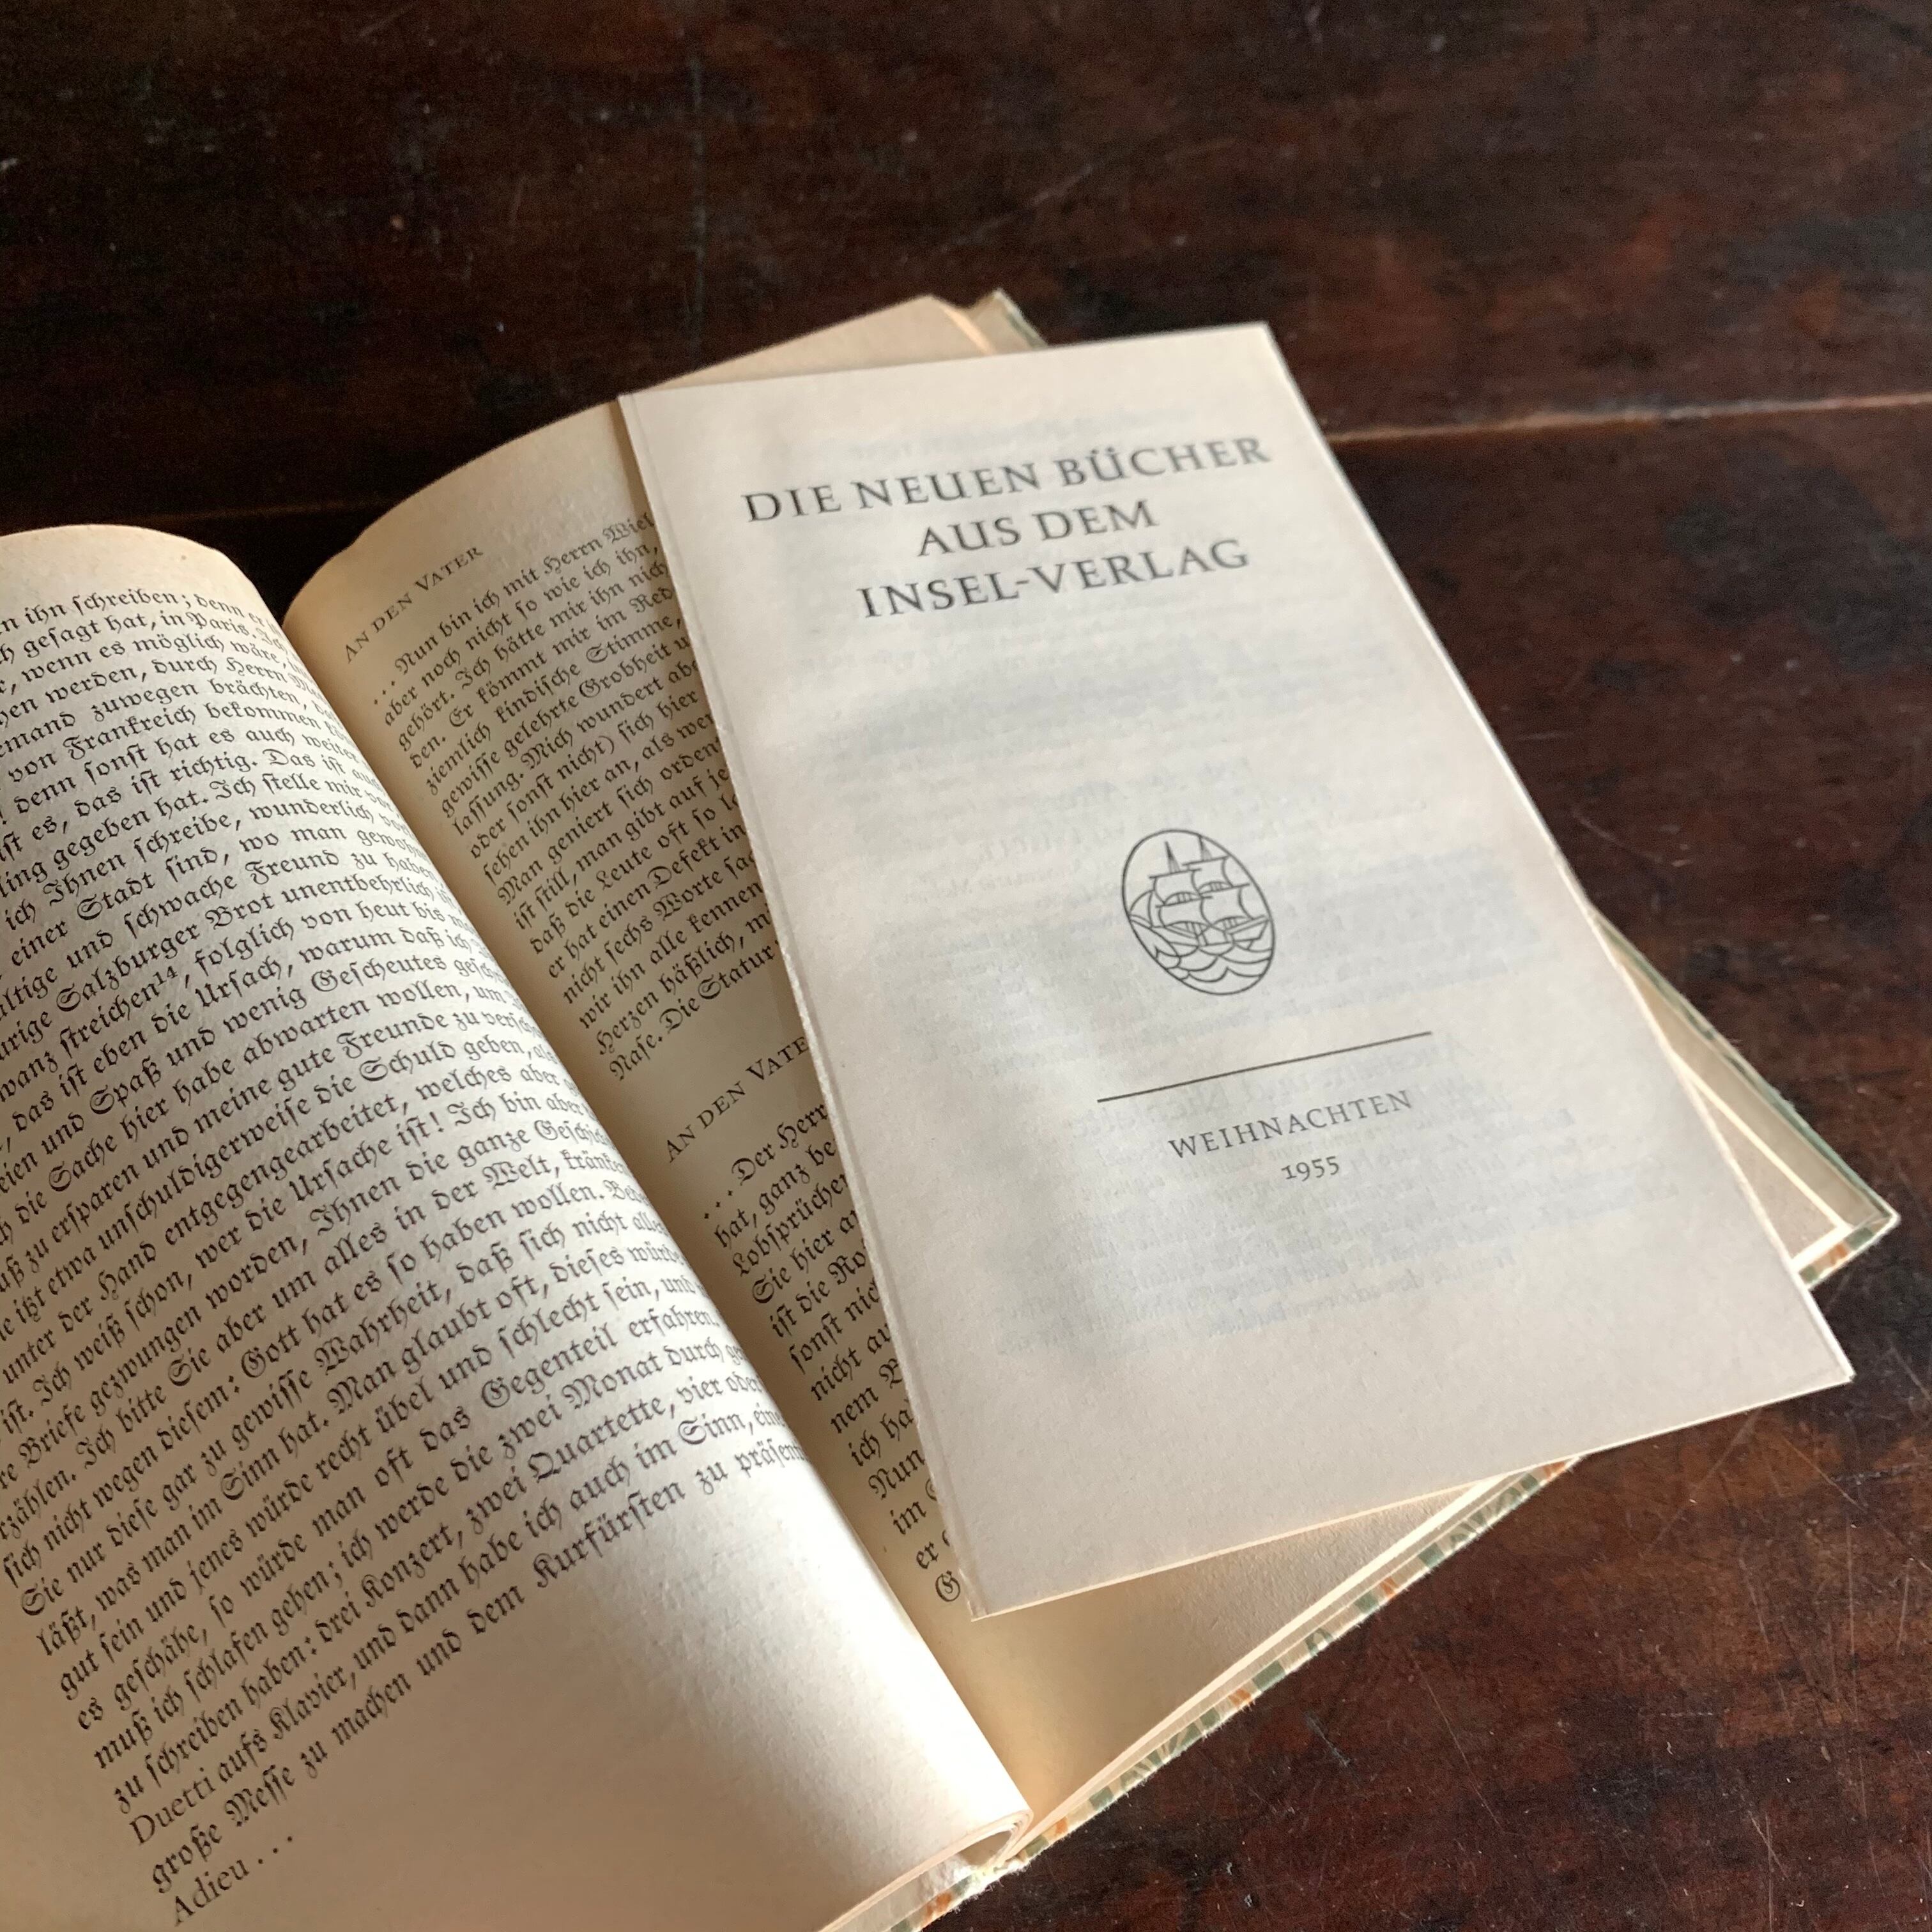 ihn schreiben; denn er
gesagt hat, in Paris.
wenn es möglich wäre,
werden, durch Herrn
zuwegen brächten,
von Frankreich bekommen
denn sonst hat es auch weiter
es, das ist richtig. Das ist
gegeben hat. Ich stelle mir
ich Ihnen schreibe, wunderlich
einer Stadt sind, wo man
und schwache Freund zu haben
Salzburger Brot unentbehrlich
streichen¹⁴, folglich von heut bis
das ist eben die Ursach, warum daß ich
und Spaß und wenig Gescheutes
die Sache hier habe abwarten wollen, um
zu ersparen und meine gute Freunde zu
itzt etwa unschuldigerweise die Schuld geben,
unter der Hand entgegengearbeitet, welches aber
ist. Ich weiß schon, wer die Ursache ist! Ich bin aber
Briefe gezwungen worden, Ihnen die ganze
zählen. Ich bitte Sie aber um alles in der Welt,
sich nicht wegen diesem: Gott hat es so haben wollen.
Sie nur diese gar zu gewisse Wahrheit, daß sich nicht alles
läßt, was man im Sinn hat. Man glaubt oft, dieses würde
gut sein und jenes würde recht übel und schlecht sein, und
es geschähe, so würde man oft das Gegenteil erfahren.
muß ich schlafen gehen; ich werde die zwei Monat durch
zu schreiben haben: drei Konzert, zwei Quartette, vier oder
Duetti aufs Klavier, und dann habe ich auch im Sinn, eine
große Messe zu machen und dem Kurfürsten zu
Adieu . . .
AN DEN VATER
. . . Nun bin ich mit Herrn
aber noch nicht so wie ich ihn,
gehört. Ich hätte mir ihn
den. Er kömmt mir im
ziemlich kindische Stimme,
gewisse gelehrte Grobheit
lassung. Mich wundert
oder sonst nicht) sich hier
sehen ihn hier an, als
Man geniert sich
ist still, man gibt auf
daß die Leute oft so
er hat einen Defekt in
nicht sechs Worte
wir ihn alle kennen
Herzen häßlich,
Nase. Die Statur
AN DEN
. . . Der Herr
hat, ganz
Lobsprüche
Sie hier
ist die
sonst
nicht
nem
ich
Nun
im
er
DIE NEUEN BÜCHER
AUS DEM
INSEL-VERLAG
WEIHNACHTEN
1955